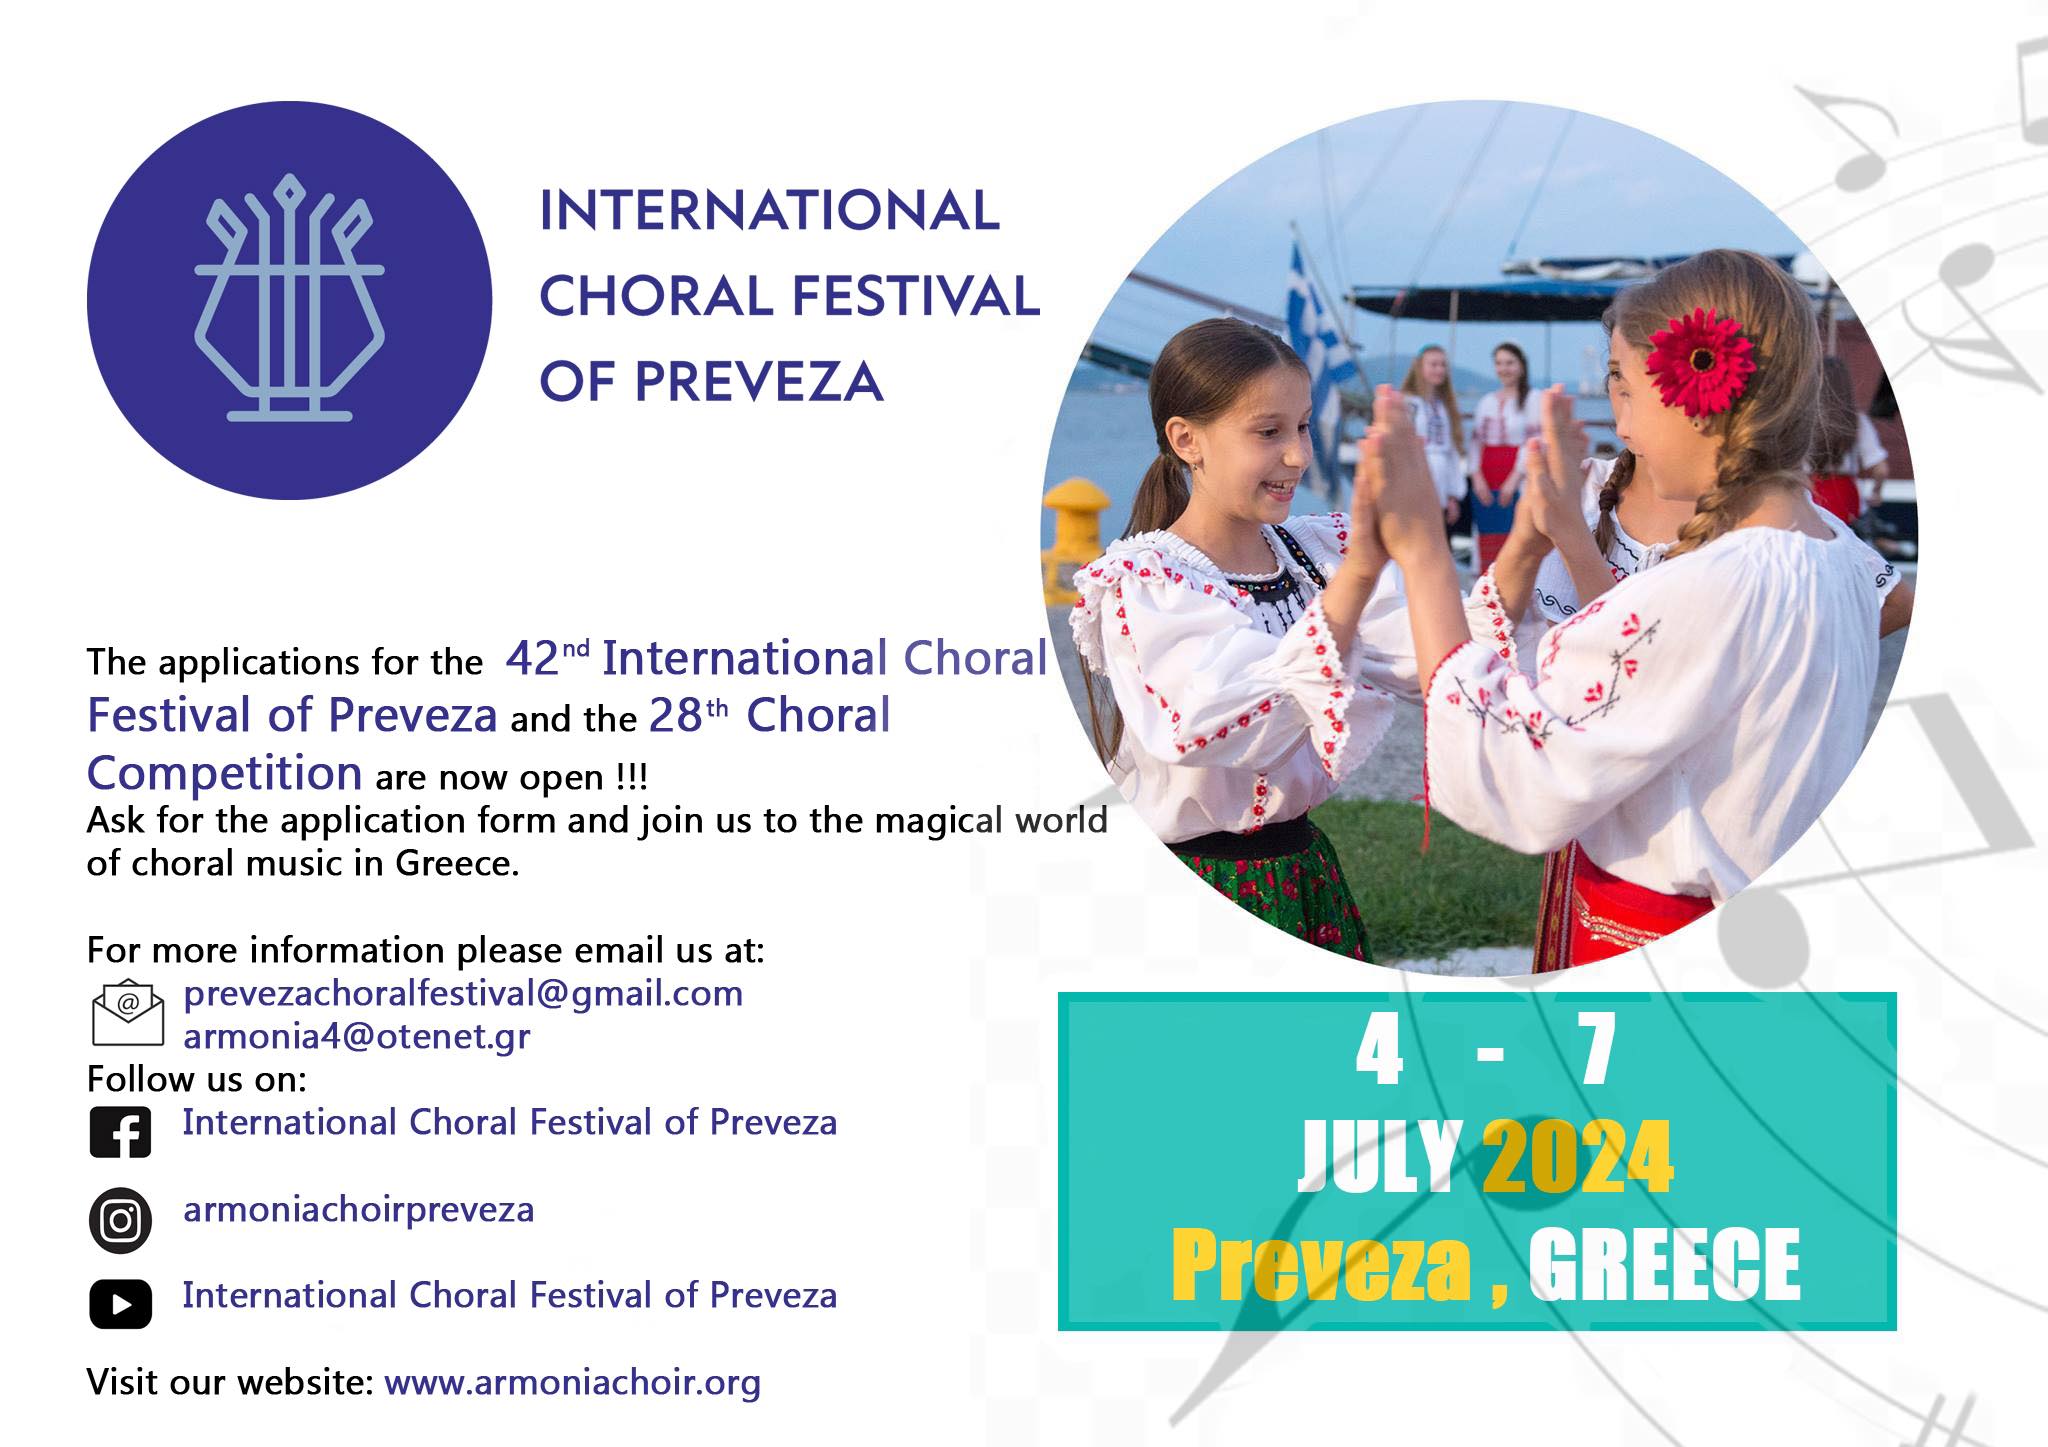 INTERNATIONAL
CHORAL FESTIVAL
OF PREVEZA
The applications for the 42nd International Choral
Festival of Preveza and the 28th Choral
Competition are now open !!!
Ask for the application form and join us to the magical world
of choral music in Greece.
For more information please email us at:
prevezachoralfestival@gmail.com
armonia4@otenet.gr
Follow us on:
International Choral Festival of Preveza
armoniachoirpreveza
International Choral Festival of Preveza
Visit our website: www.armoniachoir.org
4 - 7
JULY 2024
Preveza , GREECE